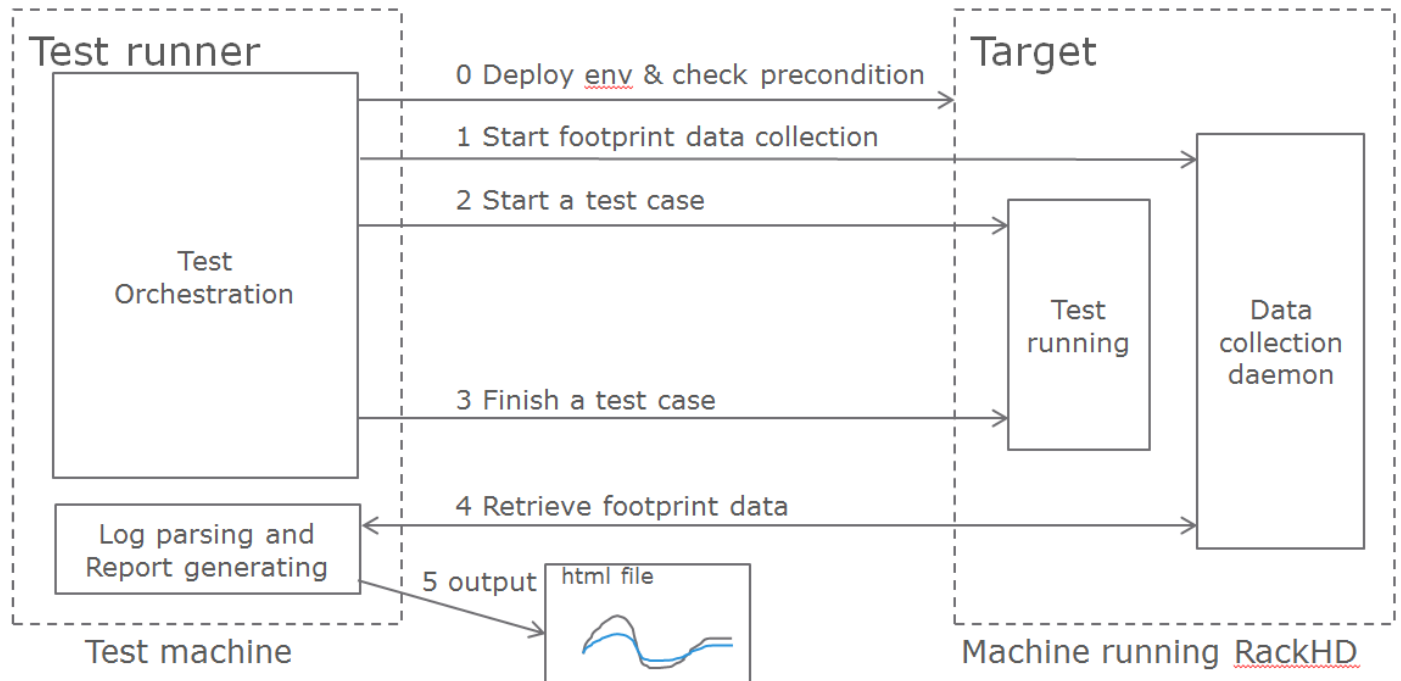 Test runner
Target
0 Deploy env & check precondition
1 Start footprint data collection
2 Start a test case
Test
Orchestration
Test
running
Data
collection
daemon
3 Finish a test case
4 Retrieve footprint data
Log parsing and
Report generating
5 output
html file
Test machine
Machine running RackHD